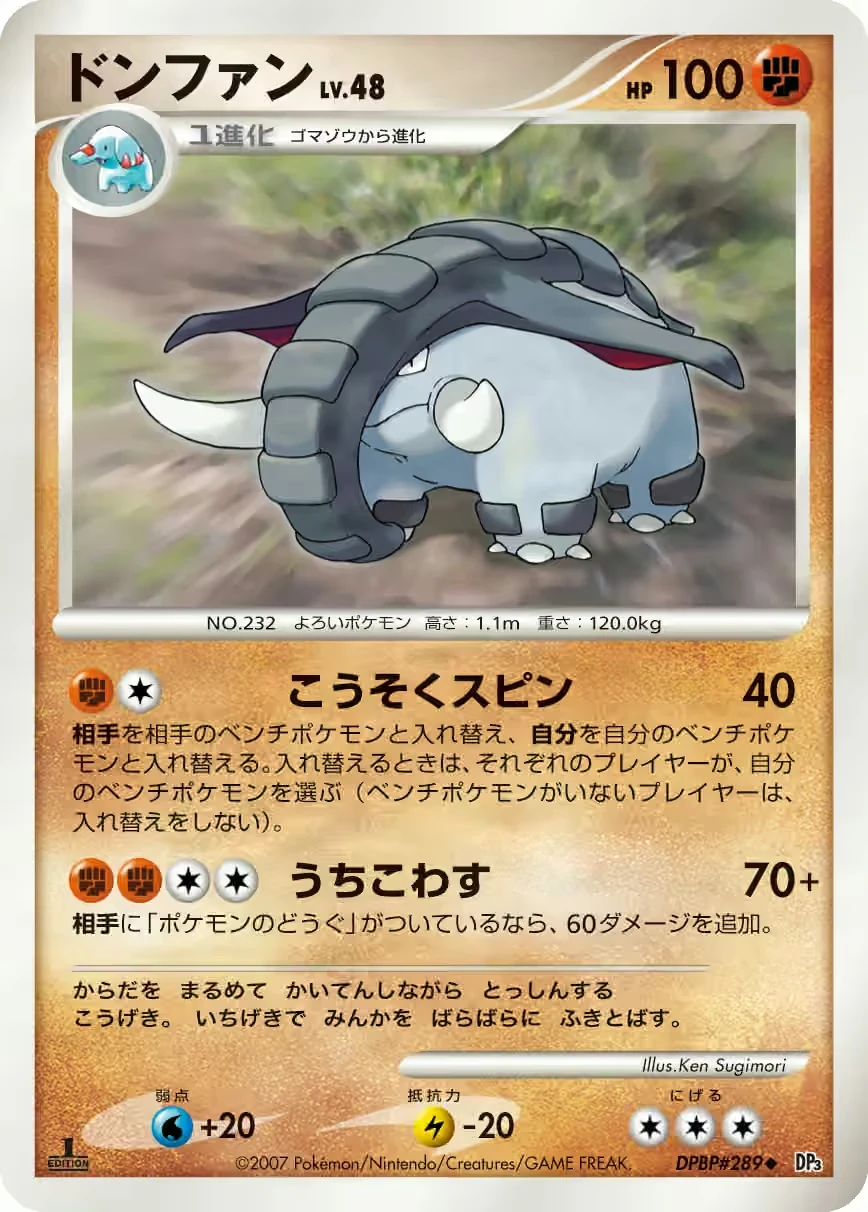 ドンファン LV.48 HP 100
1進化 ゴマゾウから進化
NO.232 よろいポケモン 高さ：1.1m 重さ：120.0kg
こうそくスピン 40
相手を相手のベンチポケモンと入れ替え、自分を自分のベンチポケ
モンと入れ替える。入れ替えるときは、それぞれのプレイヤーが、自分
のベンチポケモンを選ぶ（ベンチポケモンがいないプレイヤーは、
入れ替えをしない）。
うちこわす 70+
相手に「ポケモンのどうぐ」がついているなら、60ダメージを追加。
からだを まるめて かいてんしながら とっしんする
こうげき。 いちげきで みんかを ばらばらに ふきとばす。
Illus.Ken Sugimori
弱点 抵抗力 にげる
+20 -20
1 EDITION ©2007 Pokémon/Nintendo/Creatures/GAME FREAK. DPBP#289◆ DP3